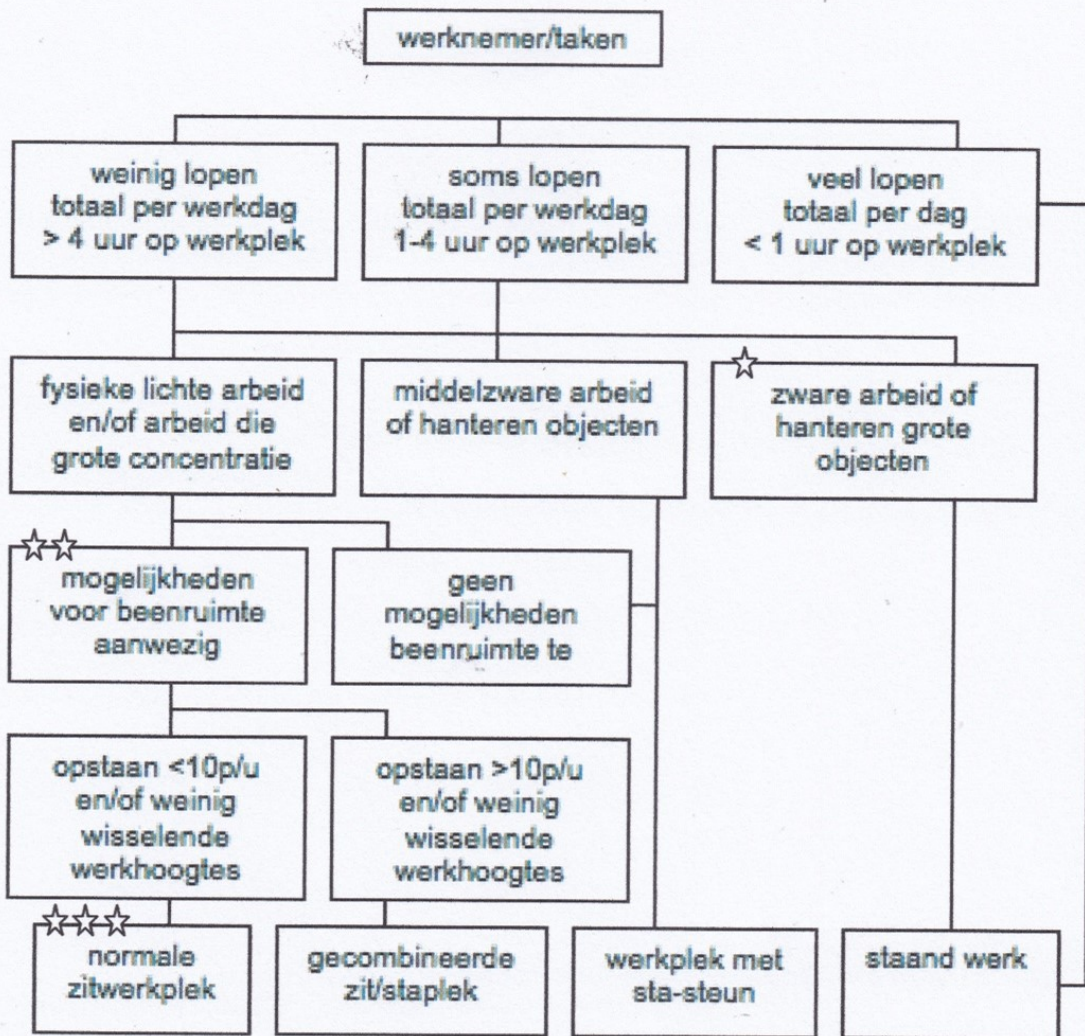 werknemer/taken
weinig lopen
totaal per werkdag
> 4 uur op werkplek
soms lopen
totaal per werkdag
1-4 uur op werkplek
veel lopen
totaal per dag
< 1 uur op werkplek
fysieke lichte arbeid
en/of arbeid die
grote concentratie
middelzware arbeid
of hanteren objecten
zware arbeid of
hanteren grote
objecten
mogelijkheden
voor beenruimte
aanwezig
geen
mogelijkheden
beenruimte te
opstaan <10p/u
en/of weinig
wisselende
werkhoogtes
opstaan >10p/u
en/of weinig
wisselende
werkhoogtes
normale
zitwerkplek
gecombineerde
zit/staplek
werkplek met
sta-steun
staand werk